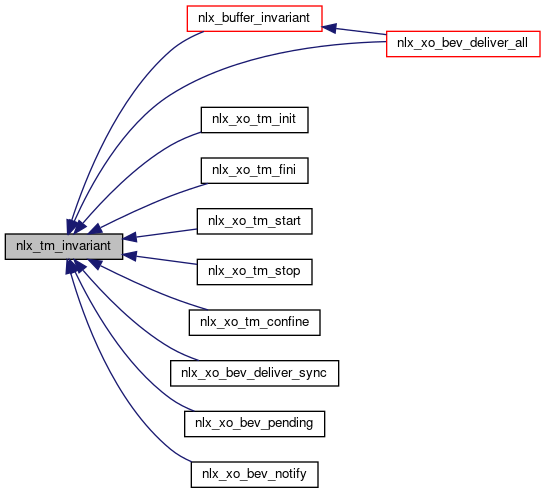 nlx_buffer_invariant
nlx_xo_bev_deliver_all
nlx_xo_tm_init
nlx_xo_tm_fini
nlx_xo_tm_start
nlx_tm_invariant
nlx_xo_tm_stop
nlx_xo_tm_confine
nlx_xo_bev_deliver_sync
nlx_xo_bev_pending
nlx_xo_bev_notify